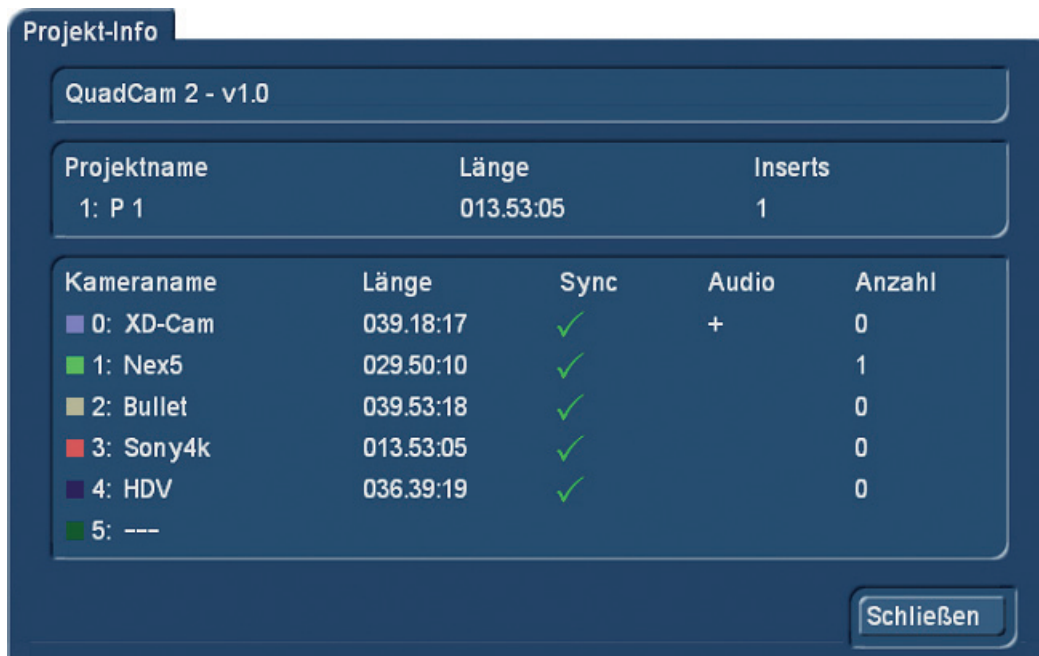 Projekt-Info
QuadCam 2 - v1.0
Projektname Länge Inserts
1: P 1 013.53:05 1
Kameraname Länge Sync Audio Anzahl
0: XD-Cam 039.18:17 ✓ + 0
1: Nex5 029.50:10 ✓ 1
2: Bullet 039.53:18 ✓ 0
3: Sony4k 013.53:05 ✓ 0
4: HDV 036.39:19 ✓ 0
5: ---
Schließen